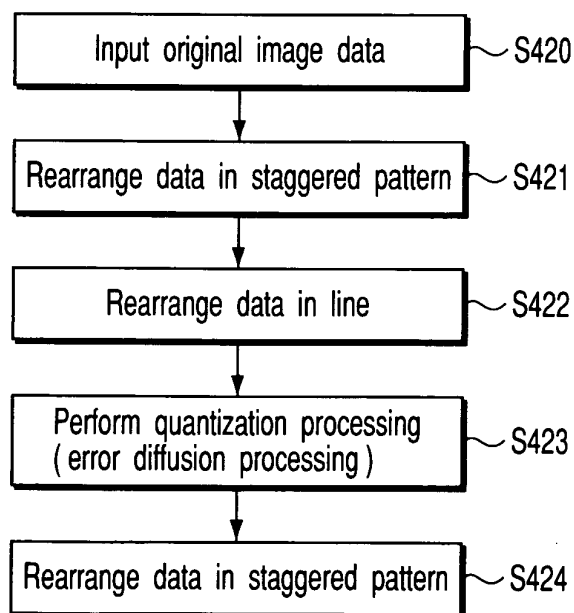 Input original image data
S420
Rearrange data in staggered pattern
S421
Rearrange data in line
S422
Perform quantization processing
(error diffusion processing)
S423
Rearrange data in staggered pattern
S424